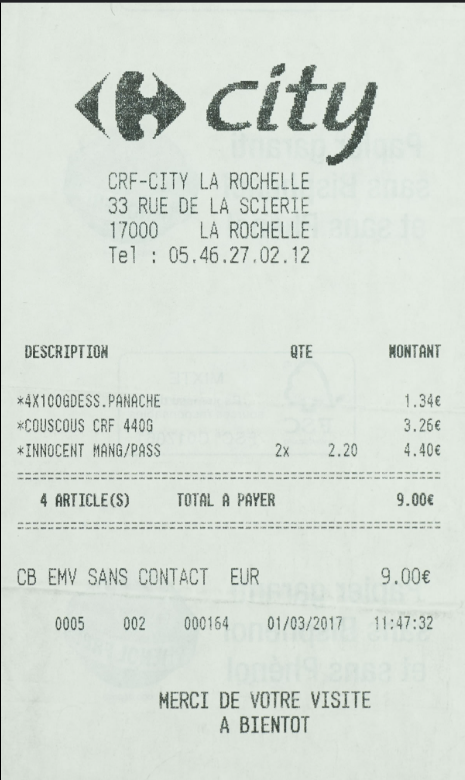 city
CRF-CITY LA ROCHELLE
33 RUE DE LA SCIERIE
17000 LA ROCHELLE
Tel : 05.46.27.02.12
DESCRIPTION QTE MONTANT
*4X100GDESS.PANACHE 1.34€
*COUSCOUS CRF 440G 3.26€
*INNOCENT MANG/PASS 2x 2.20 4.40€
4 ARTICLE(S) TOTAL A PAYER 9.00€
CB EMV SANS CONTACT EUR 9.00€
0005 002 000164 01/03/2017 11:47:32
MERCI DE VOTRE VISITE
A BIENTOT